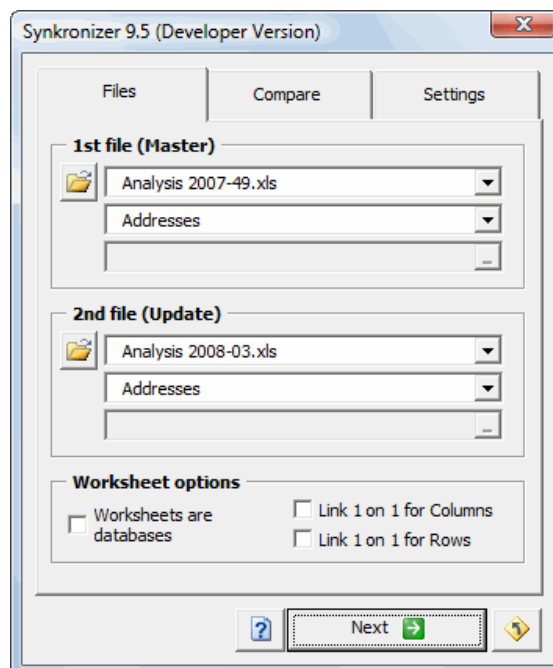 Synkronizer 9.5 (Developer Version)
Files
Compare
Settings
1st file (Master)
Analysis 2007-49.xls
Addresses
...
2nd file (Update)
Analysis 2008-03.xls
Addresses
...
Worksheet options
Worksheets are
databases
Link 1 on 1 for Columns
Link 1 on 1 for Rows
Next